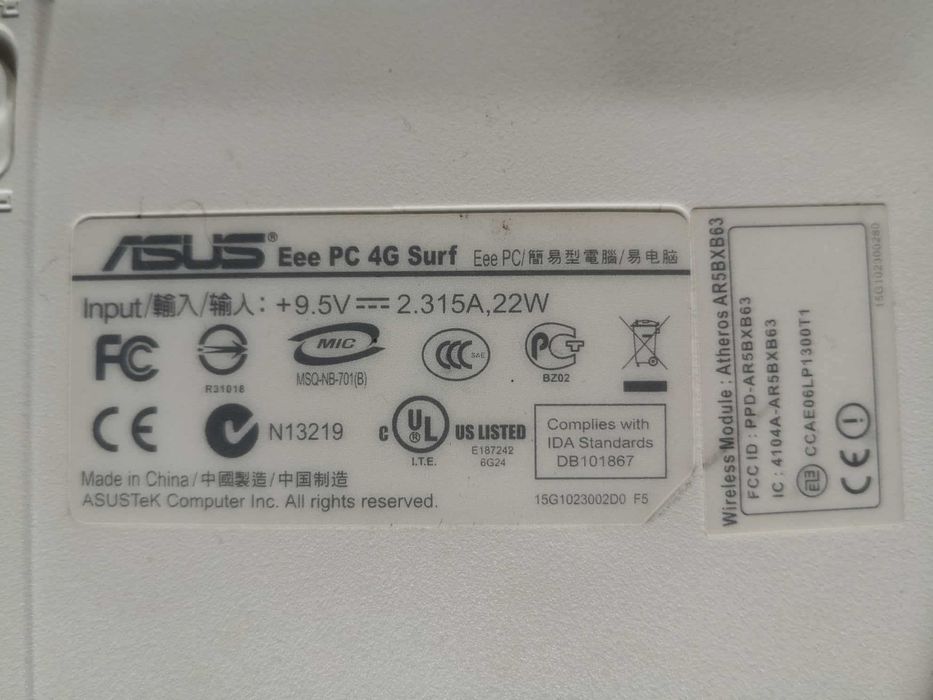 ASUS® Eee PC 4G Surf Eee PC/簡易型電腦/易电脑
Input/輸入/输入: +9.5V 2.315A,22W
FC
R31018
MIC
MSQ-NB-701(B)
CCC S&E
PCT
BZ02
CE
N13219
C UL® US LISTED
I.T.E.
E187242
6G24
Complies with
IDA Standards
DB101867
Made in China/中國製造/中国制造
ASUSTeK Computer Inc. All rights reserved.
15G1023002D0 F5
Wireless Module : Atheros AR5BXB63
FCC ID : PPD-AR5BXB63
IC : 4104A-AR5BXB63
CCAE06LP1300T1
CE
15G102300280